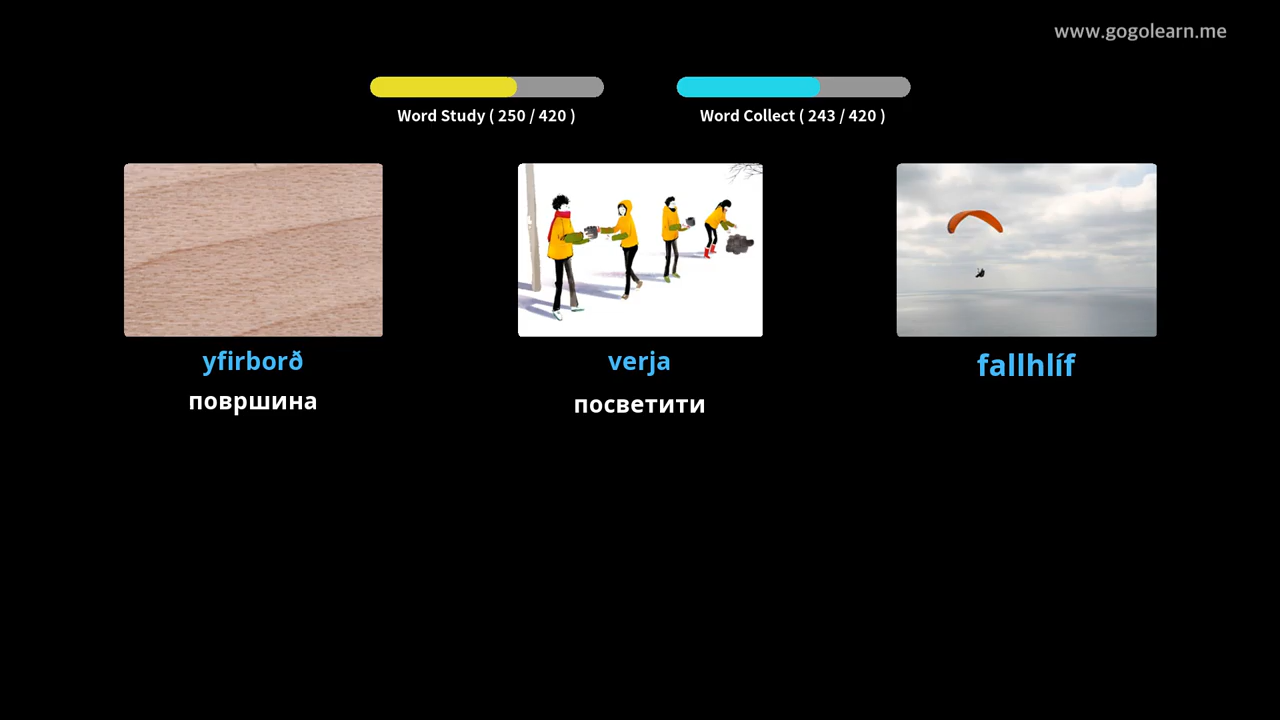 www.gogolearn.me
Word Study ( 250 / 420 )
Word Collect ( 243 / 420 )
yfirborð
површина
verja
посветити
fallhlíf